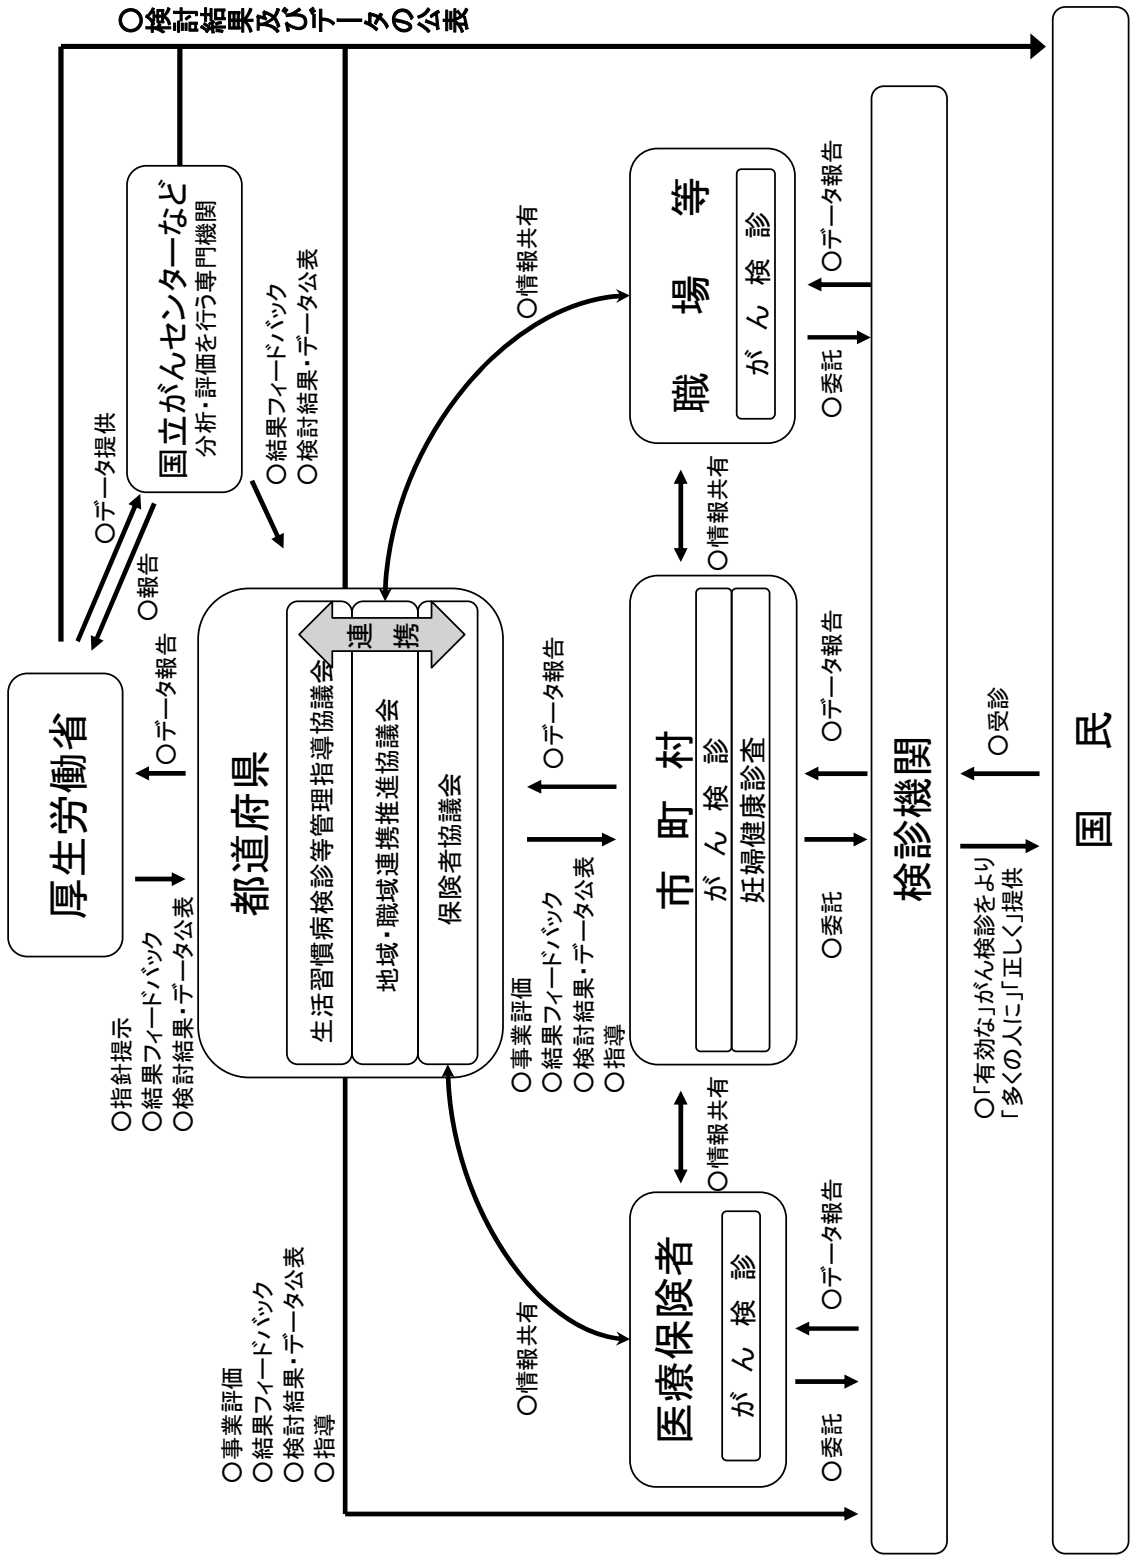 ○検討結果及びデータの公表
厚生労働省
国立がんセンターなど
分析・評価を行う専門機関
○データ提供
○報告
○指針提示
○結果フィードバック
○検討結果・データ公表
○データ報告
○結果フィードバック
○検討結果・データ公表
都道府県
生活習慣病検診等管理指導協議会
地域・職域連携推進協議会
保険者協議会
連携
○事業評価
○結果フィードバック
○検討結果・データ公表
○指導
○情報共有
○事業評価
○結果フィードバック
○検討結果・データ公表
○指導
○データ報告
○情報共有
医療保険者
がん検診
○情報共有
市町村
がん検診
妊婦健康診査
○情報共有
職場等
がん検診
○委託
○データ報告
○委託
○データ報告
○委託
○データ報告
検診機関
○「有効な」がん検診をより
「多くの人に」「正しく」提供
○受診
国民